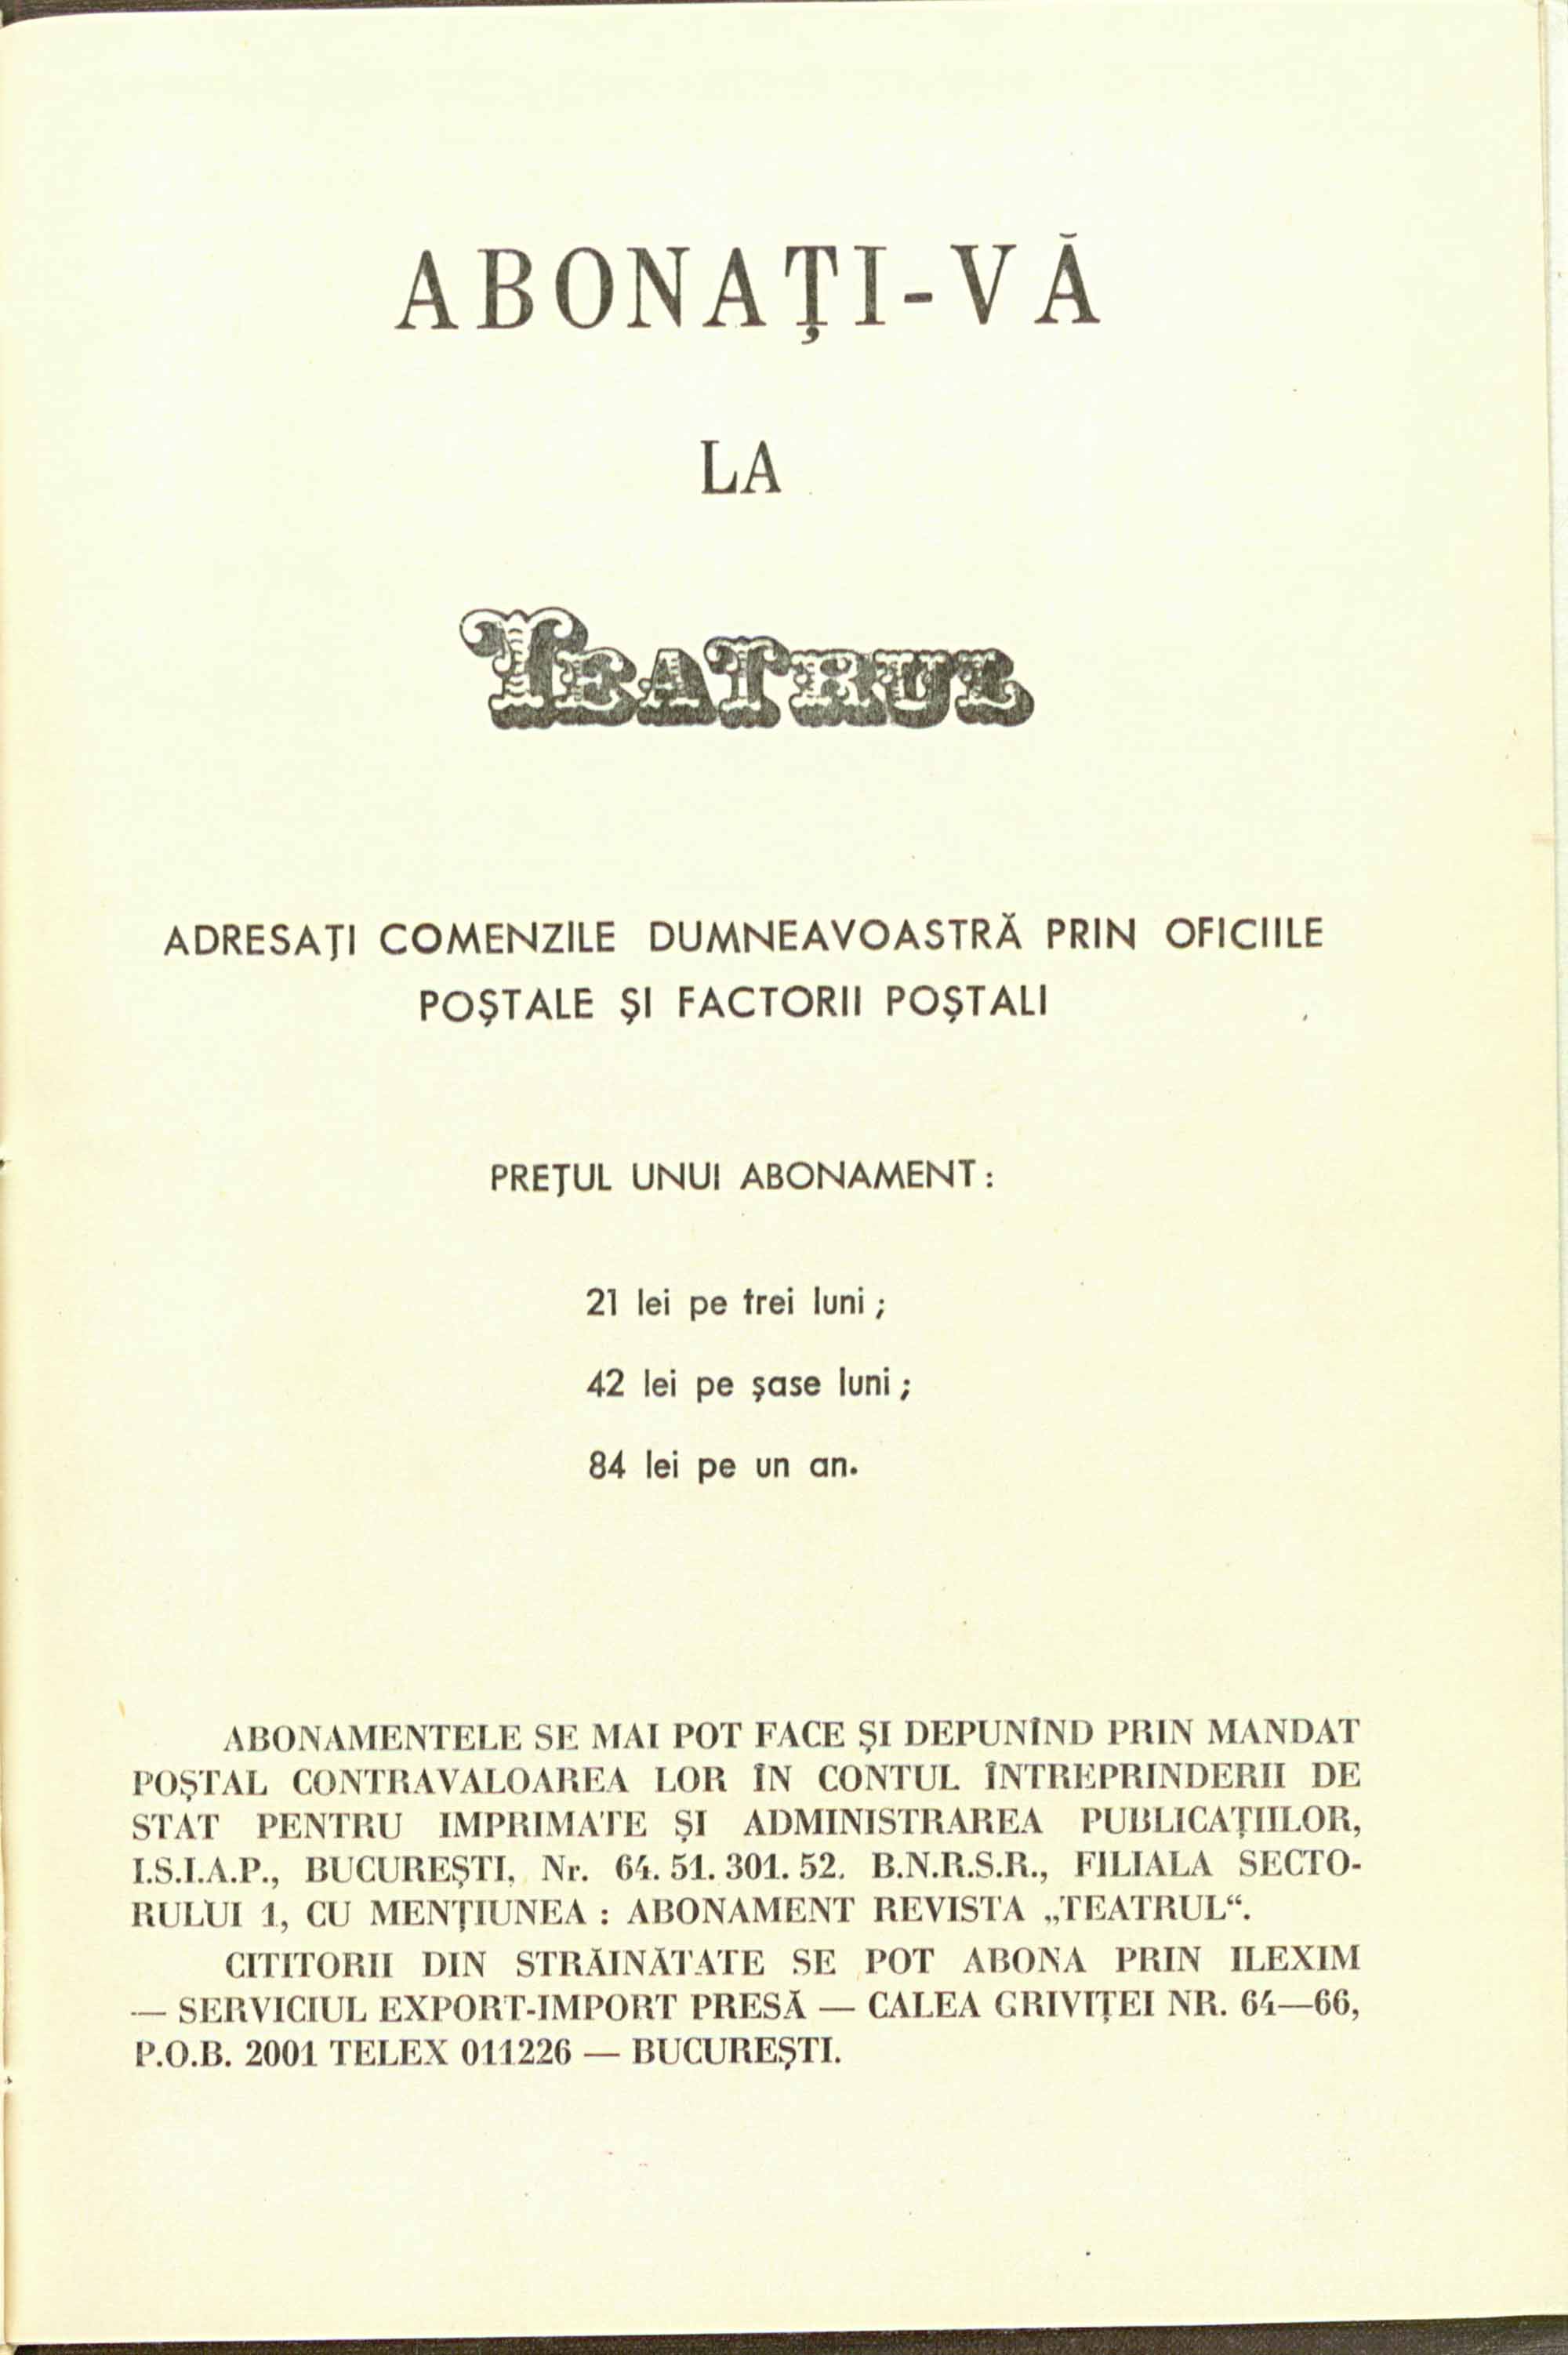 ABONAŢI-VĂ
LA
TEATRUL
ADRESAŢI COMENZILE DUMNEAVOASTRĂ PRIN OFICIILE
POŞTALE ŞI FACTORII POŞTALI
PREŢUL UNUI ABONAMENT :
21 lei pe trei luni ;
42 lei pe şase luni ;
84 lei pe un an.
ABONAMENTELE SE MAI POT FACE ŞI DEPUNÎND PRIN MANDAT
POŞTAL CONTRAVALOAREA LOR ÎN CONTUL ÎNTREPRINDERII DE
STAT PENTRU IMPRIMATE ŞI ADMINISTRAREA PUBLICAŢIILOR,
I.S.I.A.P., BUCUREŞTI, Nr. 64. 51. 301. 52. B.N.R.S.R., FILIALA SECTO-
RULUI 1, CU MENŢIUNEA : ABONAMENT REVISTA „TEATRUL“.
CITITORII DIN STRĂINĂTATE SE POT ABONA PRIN ILEXIM
— SERVICIUL EXPORT-IMPORT PRESĂ — CALEA GRIVIŢEI NR. 64—66,
P.O.B. 2001 TELEX 011226 — BUCUREŞTI.